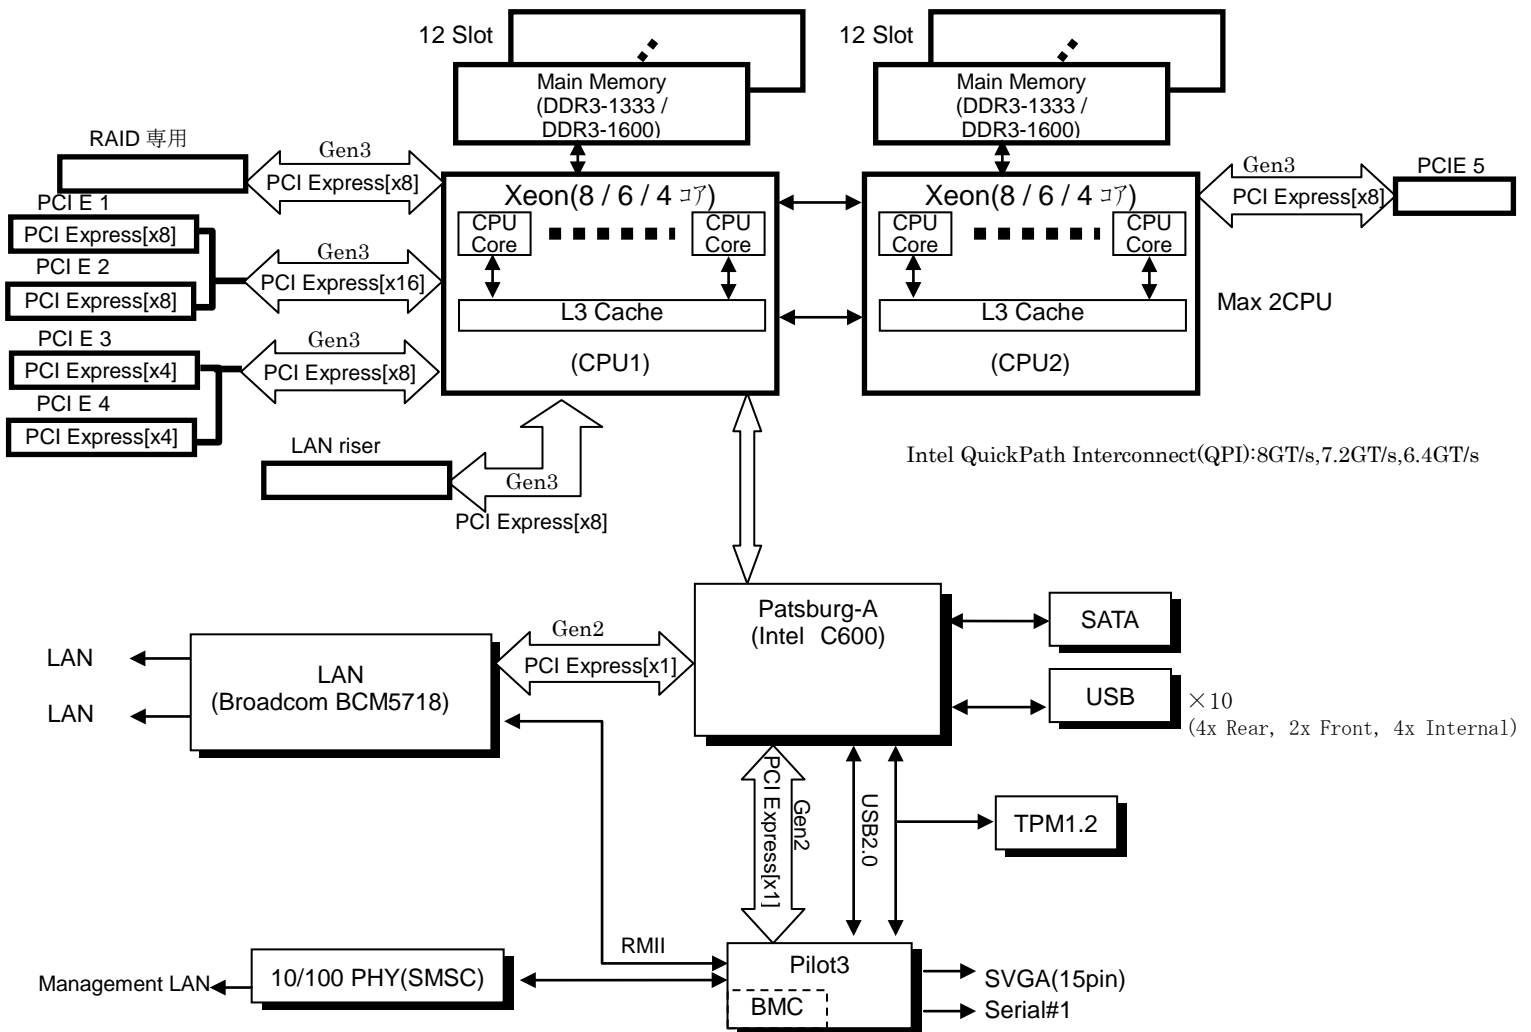 12 Slot
Main Memory
(DDR3-1333 /
DDR3-1600)
12 Slot
Main Memory
(DDR3-1333 /
DDR3-1600)
RAID 専用
Gen3
PCI Express[x8]
PCI E 1
PCI Express[x8]
PCI E 2
PCI Express[x8]
Gen3
PCI Express[x16]
PCI E 3
PCI Express[x4]
PCI E 4
PCI Express[x4]
Gen3
PCI Express[x8]
Xeon(8 / 6 / 4 コア)
CPU
Core
CPU
Core
L3 Cache
(CPU1)
Xeon(8 / 6 / 4 コア)
CPU
Core
CPU
Core
L3 Cache
(CPU2)
Gen3
PCI Express[x8]
PCIE 5
Max 2CPU
LAN riser
Gen3
PCI Express[x8]
Intel QuickPath Interconnect(QPI):8GT/s,7.2GT/s,6.4GT/s
Patsburg-A
(Intel C600)
SATA
USB
×10
(4x Rear, 2x Front, 4x Internal)
LAN
LAN
LAN
(Broadcom BCM5718)
Gen2
PCI Express[x1]
PCI Express[x1]
Gen2
USB2.0
TPM1.2
RMII
Management LAN
10/100 PHY(SMSC)
Pilot3
BMC
SVGA(15pin)
Serial#1